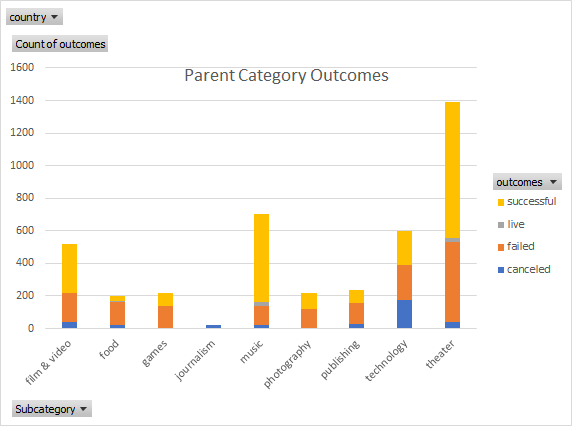 country
Count of outcomes
Parent Category Outcomes
1600
1400
1200
1000
800
600
400
200
0
film & video
food
games
journalism
music
photography
publishing
technology
theater
outcomes
successful
live
failed
canceled
Subcategory